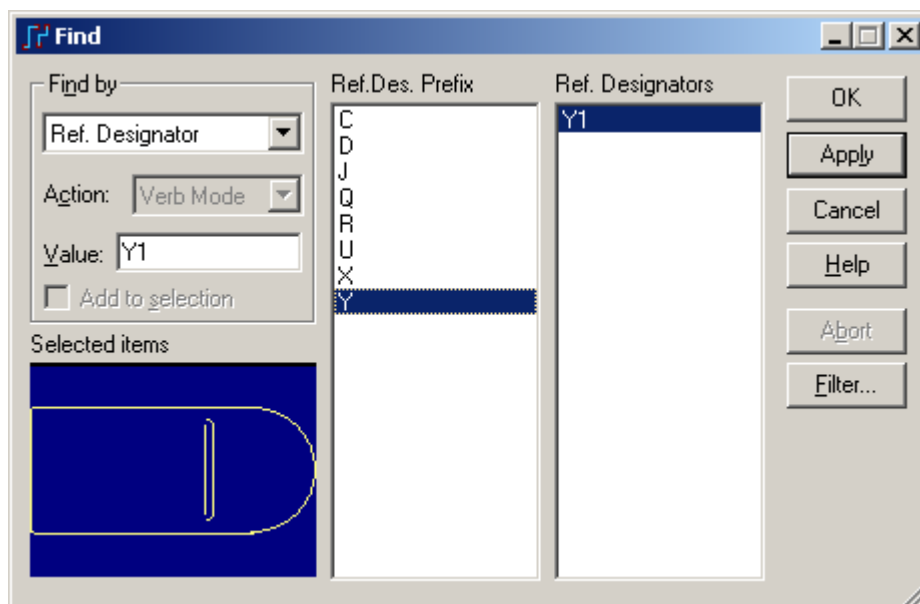 Find
Find by
Ref. Designator
Action: Verb Mode
Value: Y1
Add to selection
Selected items
Ref.Des. Prefix
C
D
J
Q
R
U
X
Y
Ref. Designators
Y1
OK
Apply
Cancel
Help
Abort
Filter...